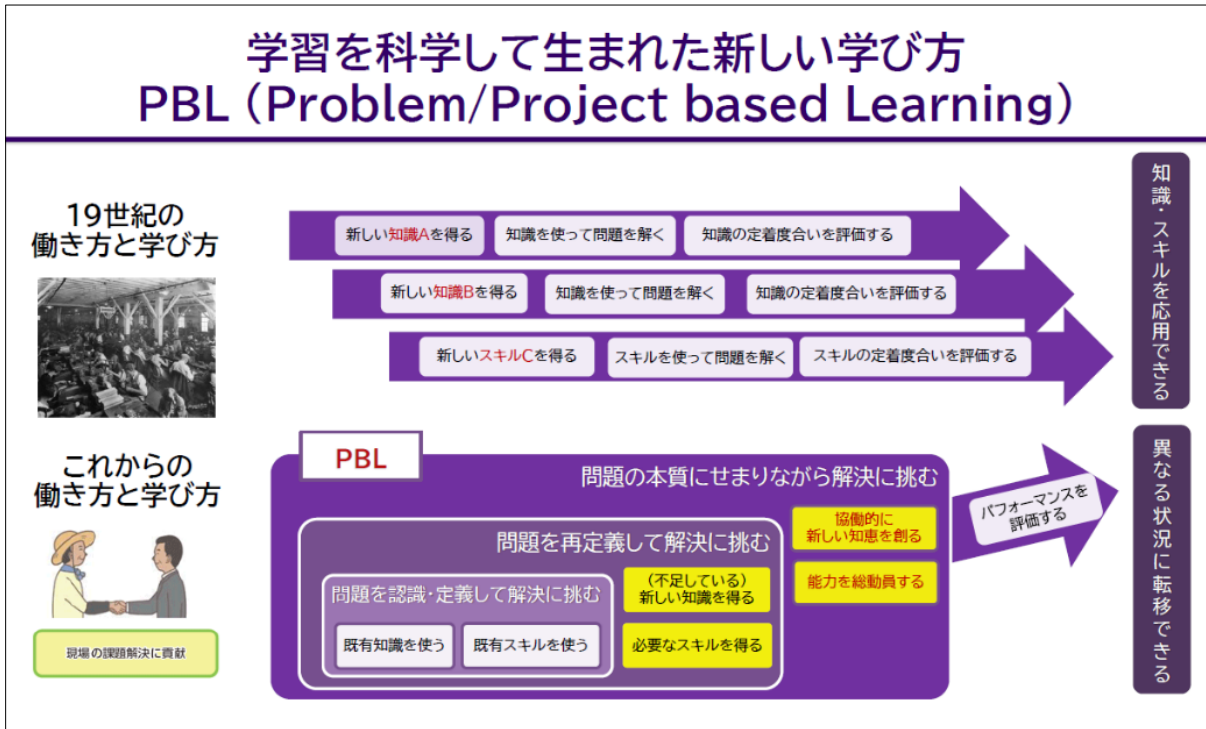 学習を科学して生まれた新しい学び方
PBL (Problem/Project based Learning)
19世紀の
働き方と学び方
新しい知識Aを得る
知識を使って問題を解く
知識の定着度合いを評価する
新しい知識Bを得る
知識を使って問題を解く
知識の定着度合いを評価する
新しいスキルCを得る
スキルを使って問題を解く
スキルの定着度合いを評価する
知識・スキルを応用できる
これからの
働き方と学び方
現場の課題解決に貢献
PBL
問題の本質にせまりながら解決に挑む
問題を再定義して解決に挑む
問題を認識・定義して解決に挑む
既有知識を使う
既有スキルを使う
(不足している)
新しい知識を得る
必要なスキルを得る
協働的に
新しい知恵を創る
能力を総動員する
パフォーマンスを
評価する
異なる状況に転移できる